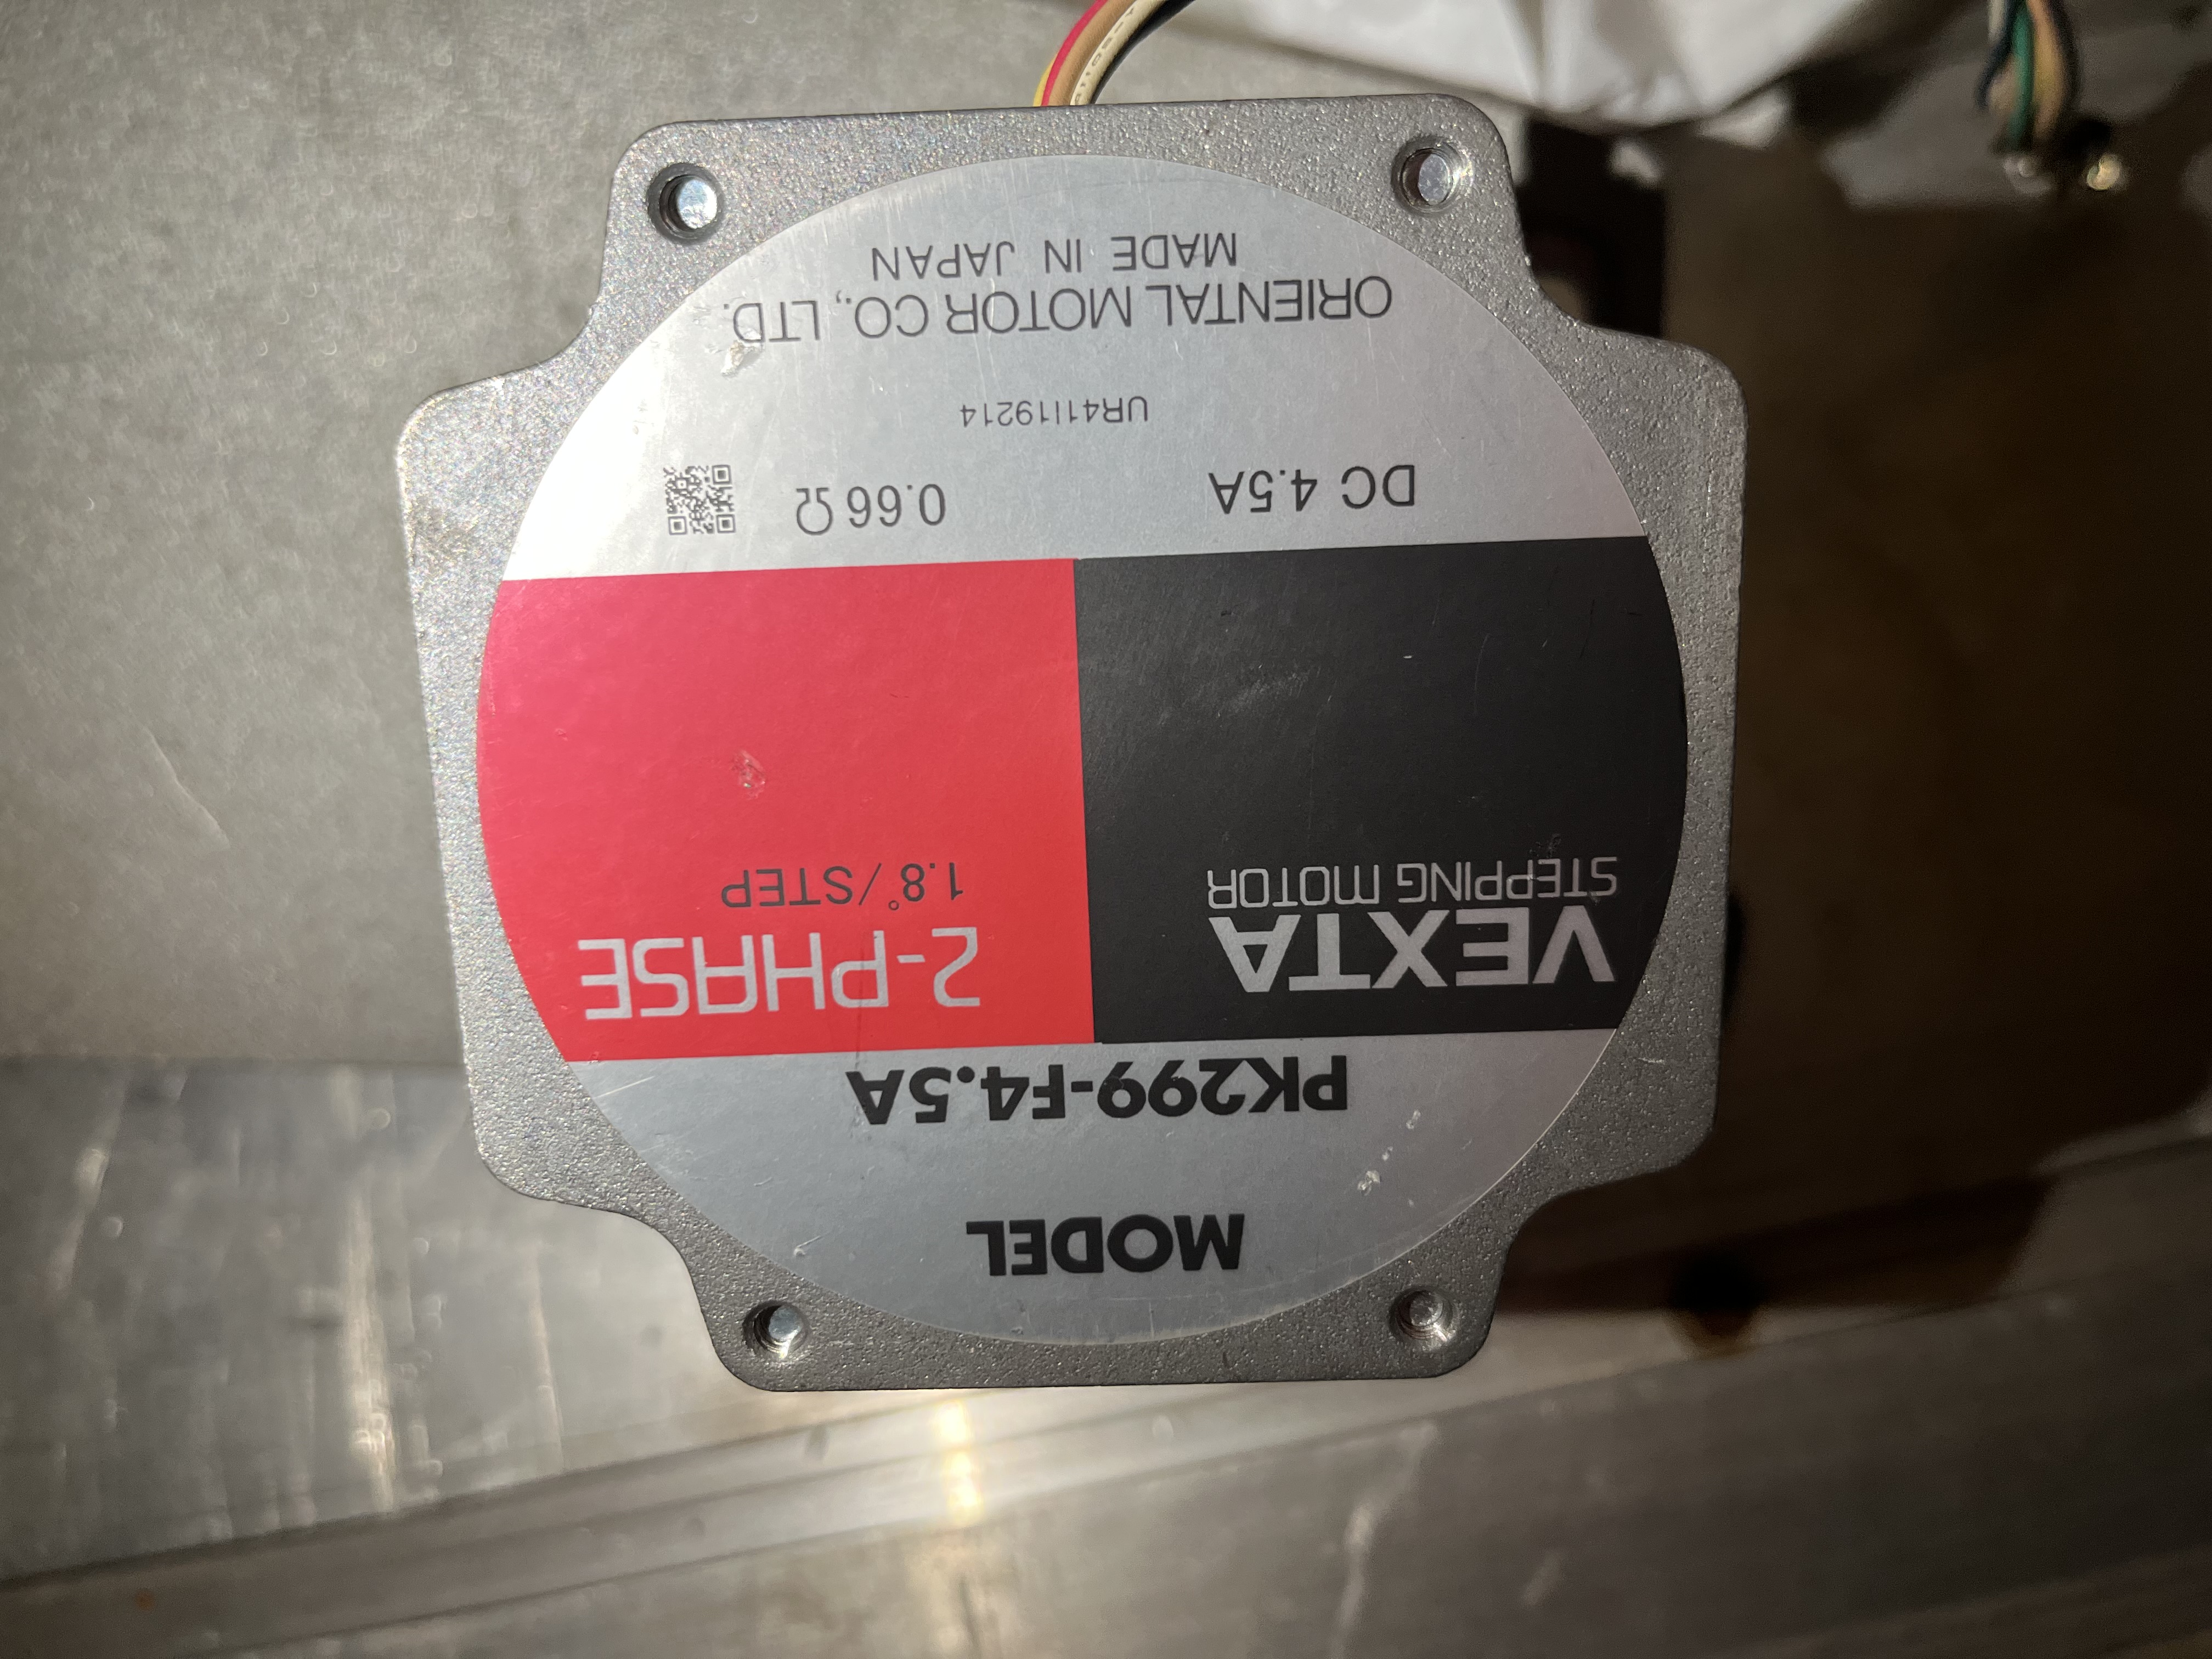 MODEL
PK299-F4.5A
VEXTA
STEPPING MOTOR
2-PHASE
1.8°/STEP
DC 4.5A 0.66Ω
UR41I19214
ORIENTAL MOTOR CO., LTD.
MADE IN JAPAN